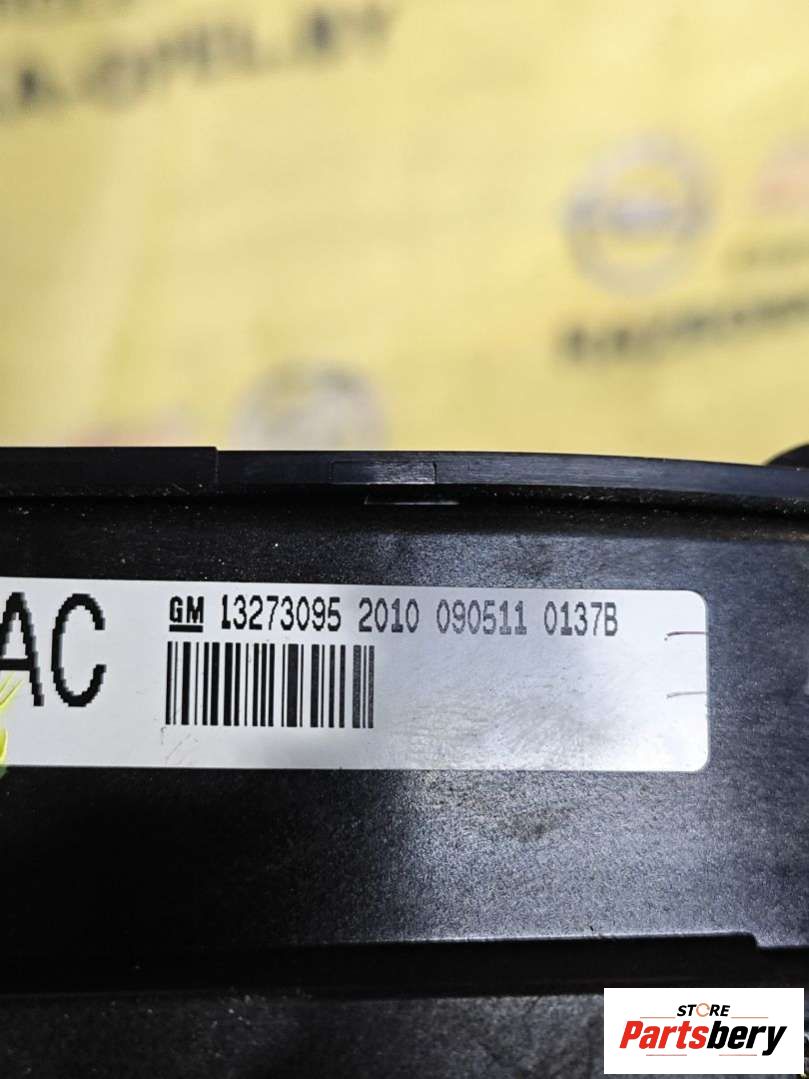 AC
GM 13273095 2010 090511 0137B
STORE
Partsbery